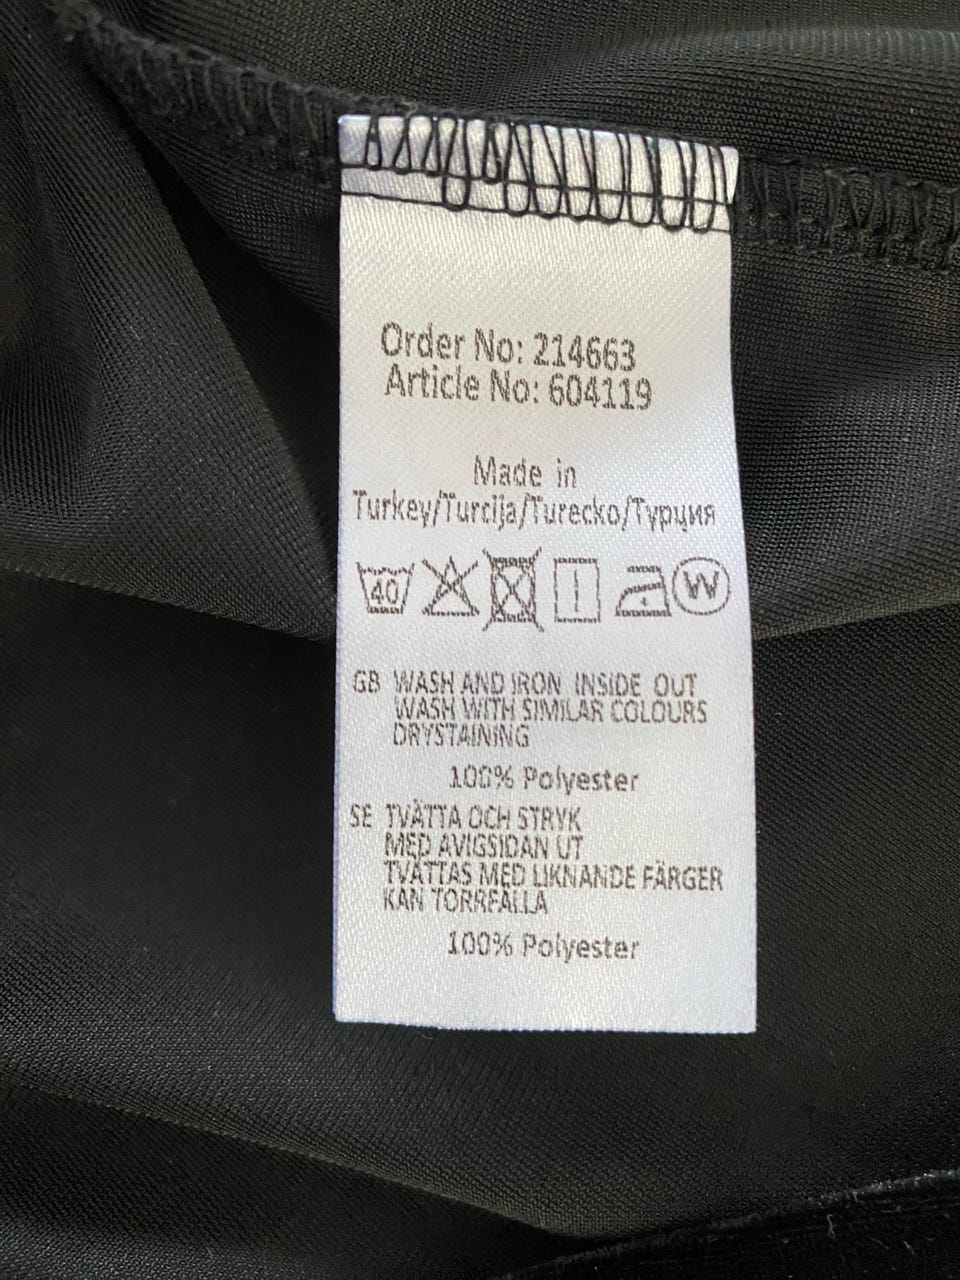 Order No: 214663
Article No: 604119
Made in
Turkey/Turcija/Turecko/Турция
40 W
GB WASH AND IRON INSIDE OUT
WASH WITH SIMILAR COLOURS
DRYSTAINING
100% Polyester
SE TVÄTTA OCH STRYK
MED AVIGSIDAN UT
TVÄTTAS MED LIKNANDE FÄRGER
KAN TORRFÄLLA
100% Polyester